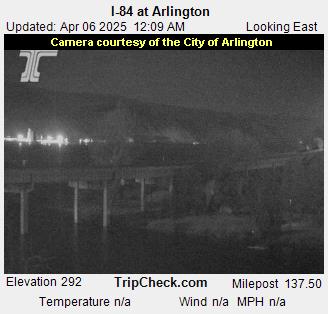 I-84 at Arlington
Updated: Apr 06 2025 12:09 AM Looking East
Camera courtesy of the City of Arlington
Elevation 292 TripCheck.com Milepost 137.50
Temperature n/a Wind n/a MPH n/a